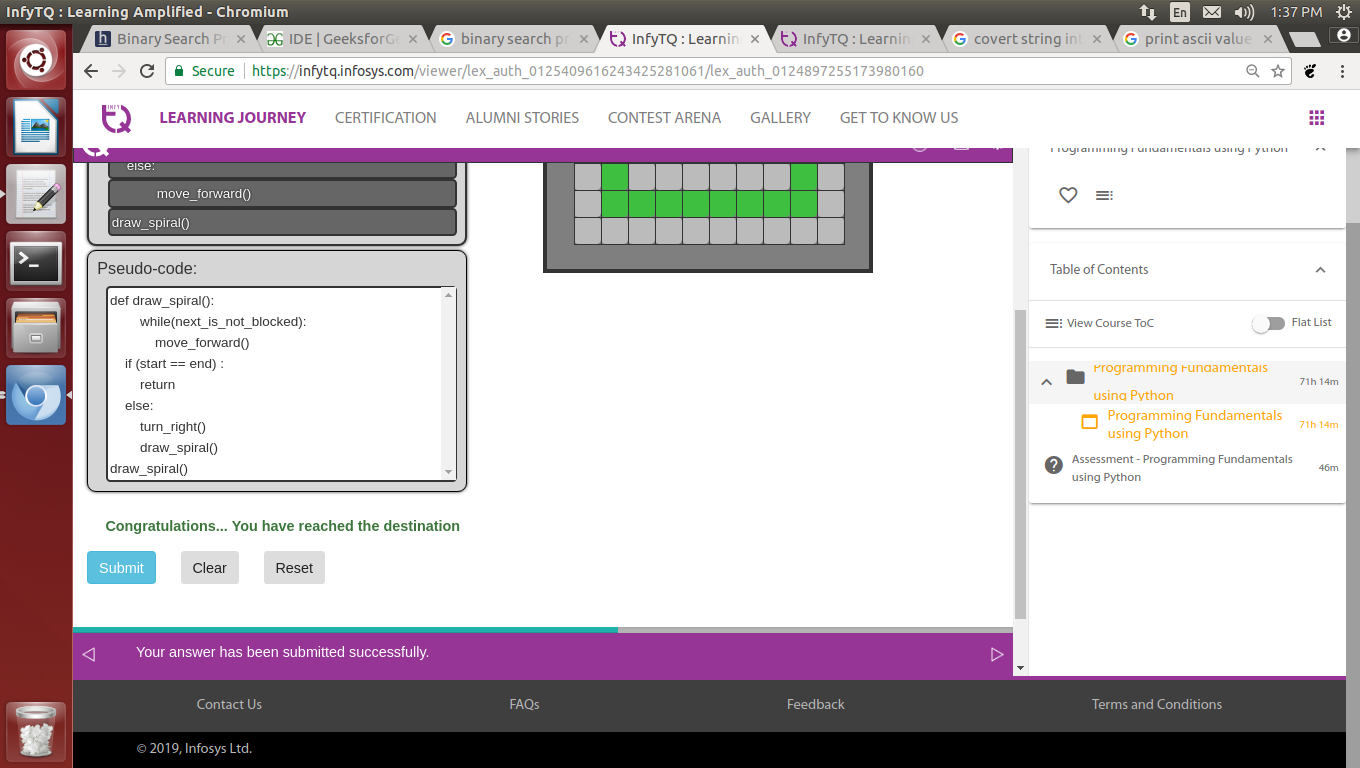 InfyTQ : Learning Amplified - Chromium
En
1:37 PM
Binary Search Pr
IDE | GeeksforGe
binary search pr
InfyTQ : Learnin
InfyTQ : Learnin
covert string int
print ascii value
Secure
https://infytq.infosys.com/viewer/lex_auth_0125409616243425281061/lex_auth_0124897255173980160
INFY
TQ
LEARNING JOURNEY
CERTIFICATION
ALUMNI STORIES
CONTEST ARENA
GALLERY
GET TO KNOW US
else:
move_forward()
draw_spiral()
Pseudo-code:
def draw_spiral():
while(next_is_not_blocked):
move_forward()
if (start == end) :
return
else:
turn_right()
draw_spiral()
draw_spiral()
Congratulations... You have reached the destination
Submit
Clear
Reset
Your answer has been submitted successfully.
Programming Fundamentals using Python
Table of Contents
View Course ToC
Flat List
Programming Fundamentals
using Python
71h 14m
Programming Fundamentals
using Python
71h 14m
Assessment - Programming Fundamentals
using Python
46m
Contact Us
FAQs
Feedback
Terms and Conditions
© 2019, Infosys Ltd.